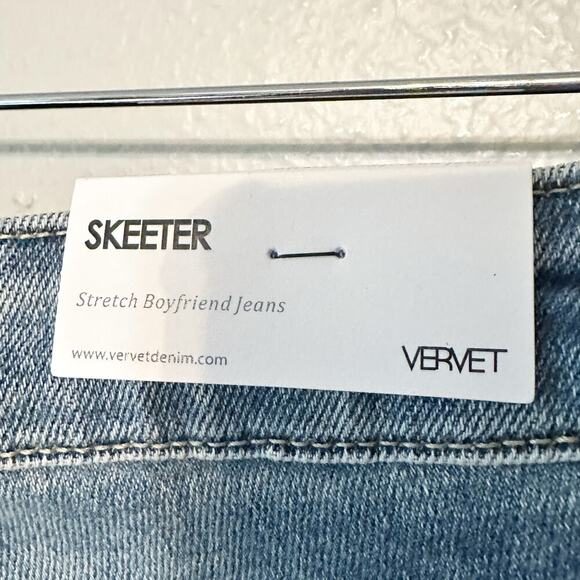 SKEETER
Stretch Boyfriend Jeans
www.vervetdenim.com
VERVET